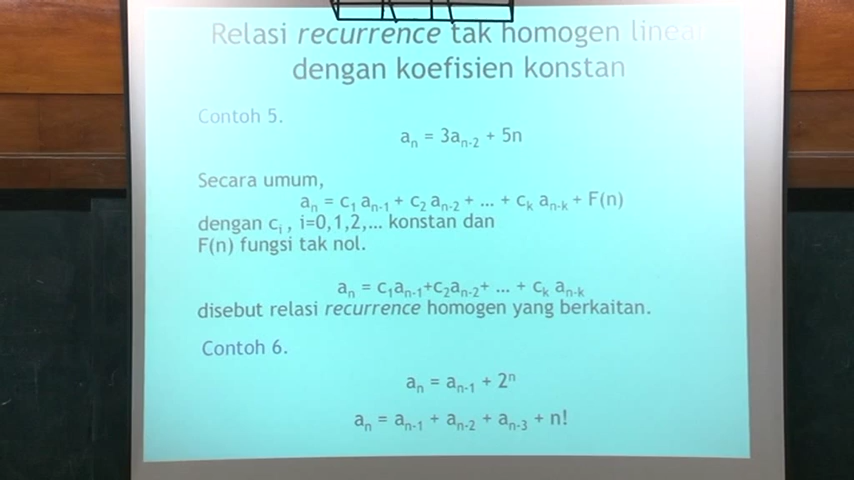 Relasi recurrence tak homogen linear
dengan koefisien konstan
Contoh 5.
aₙ = 3aₙ₋₂ + 5n
Secara umum,
aₙ = c₁ aₙ₋₁ + c₂ aₙ₋₂ + ... + cₖ aₙ₋ₖ + F(n)
dengan cᵢ , i=0,1,2,... konstan dan
F(n) fungsi tak nol.
aₙ = c₁aₙ₋₁+c₂aₙ₋₂+ ... + cₖ aₙ₋ₖ
disebut relasi recurrence homogen yang berkaitan.
Contoh 6.
aₙ = aₙ₋₁ + 2ⁿ
aₙ = aₙ₋₁ + aₙ₋₂ + aₙ₋₃ + n!